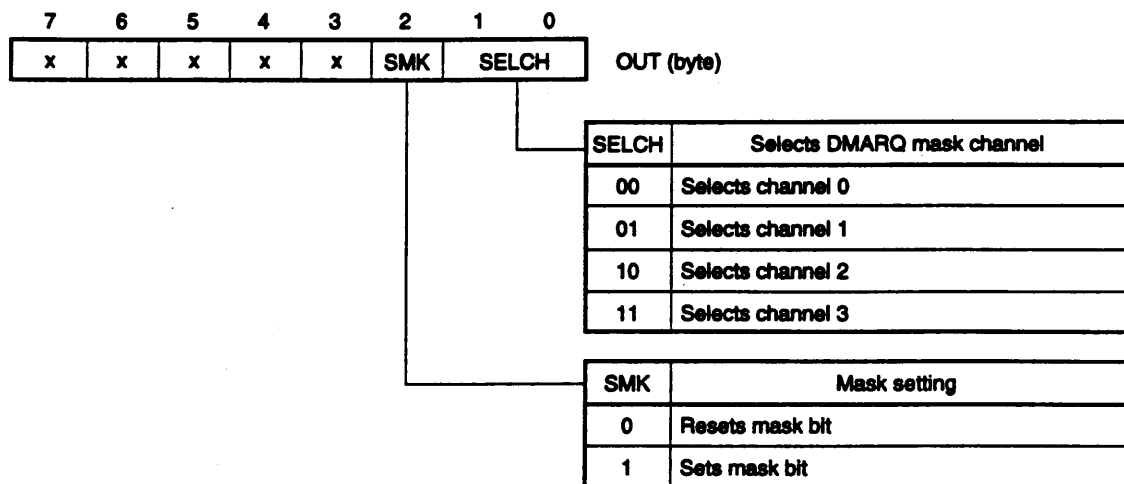 7 6 5 4 3 2 1 0
x x x x x SMK SELCH OUT (byte)
SELCH Selects DMARQ mask channel
00 Selects channel 0
01 Selects channel 1
10 Selects channel 2
11 Selects channel 3
SMK Mask setting
0 Resets mask bit
1 Sets mask bit